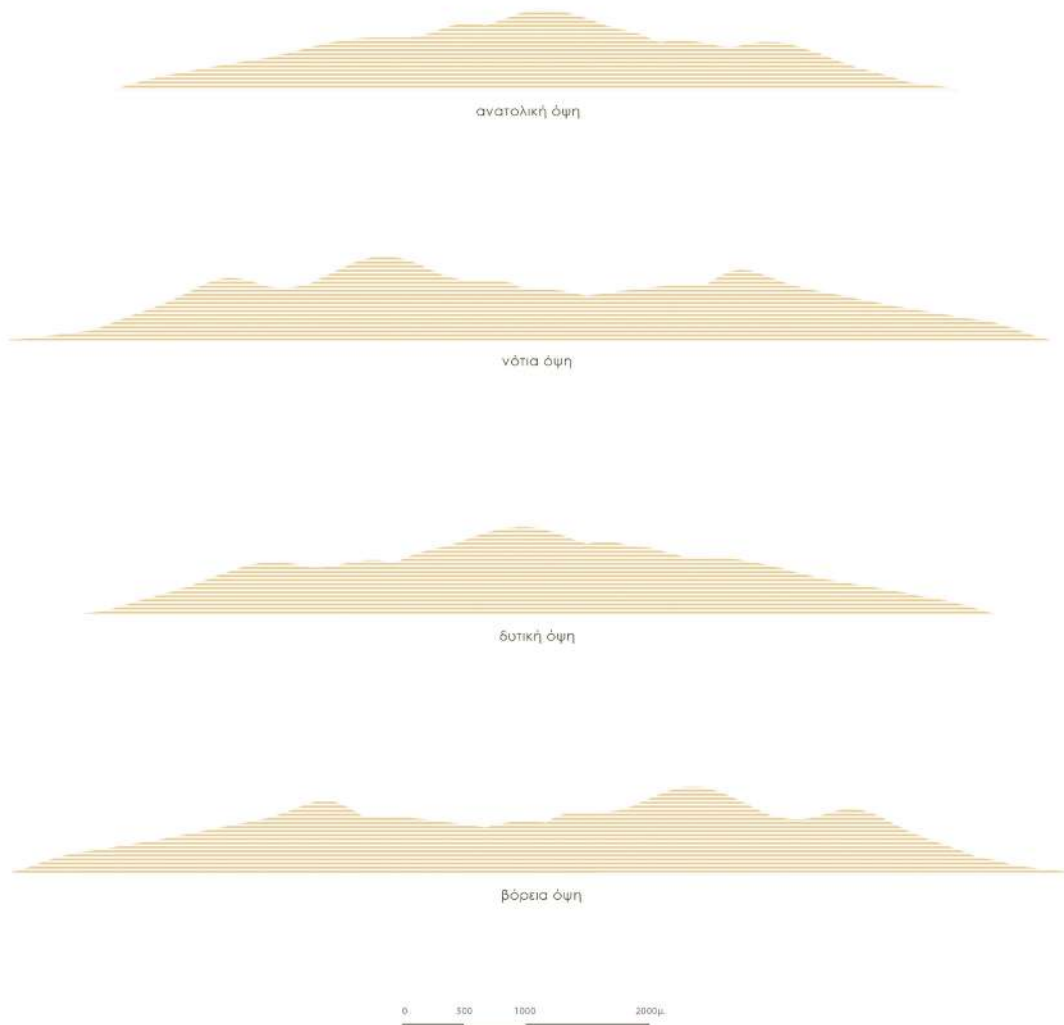 ανατολική όψη
νότια όψη
δυτική όψη
βόρεια όψη
0 500 1000 2000μ.